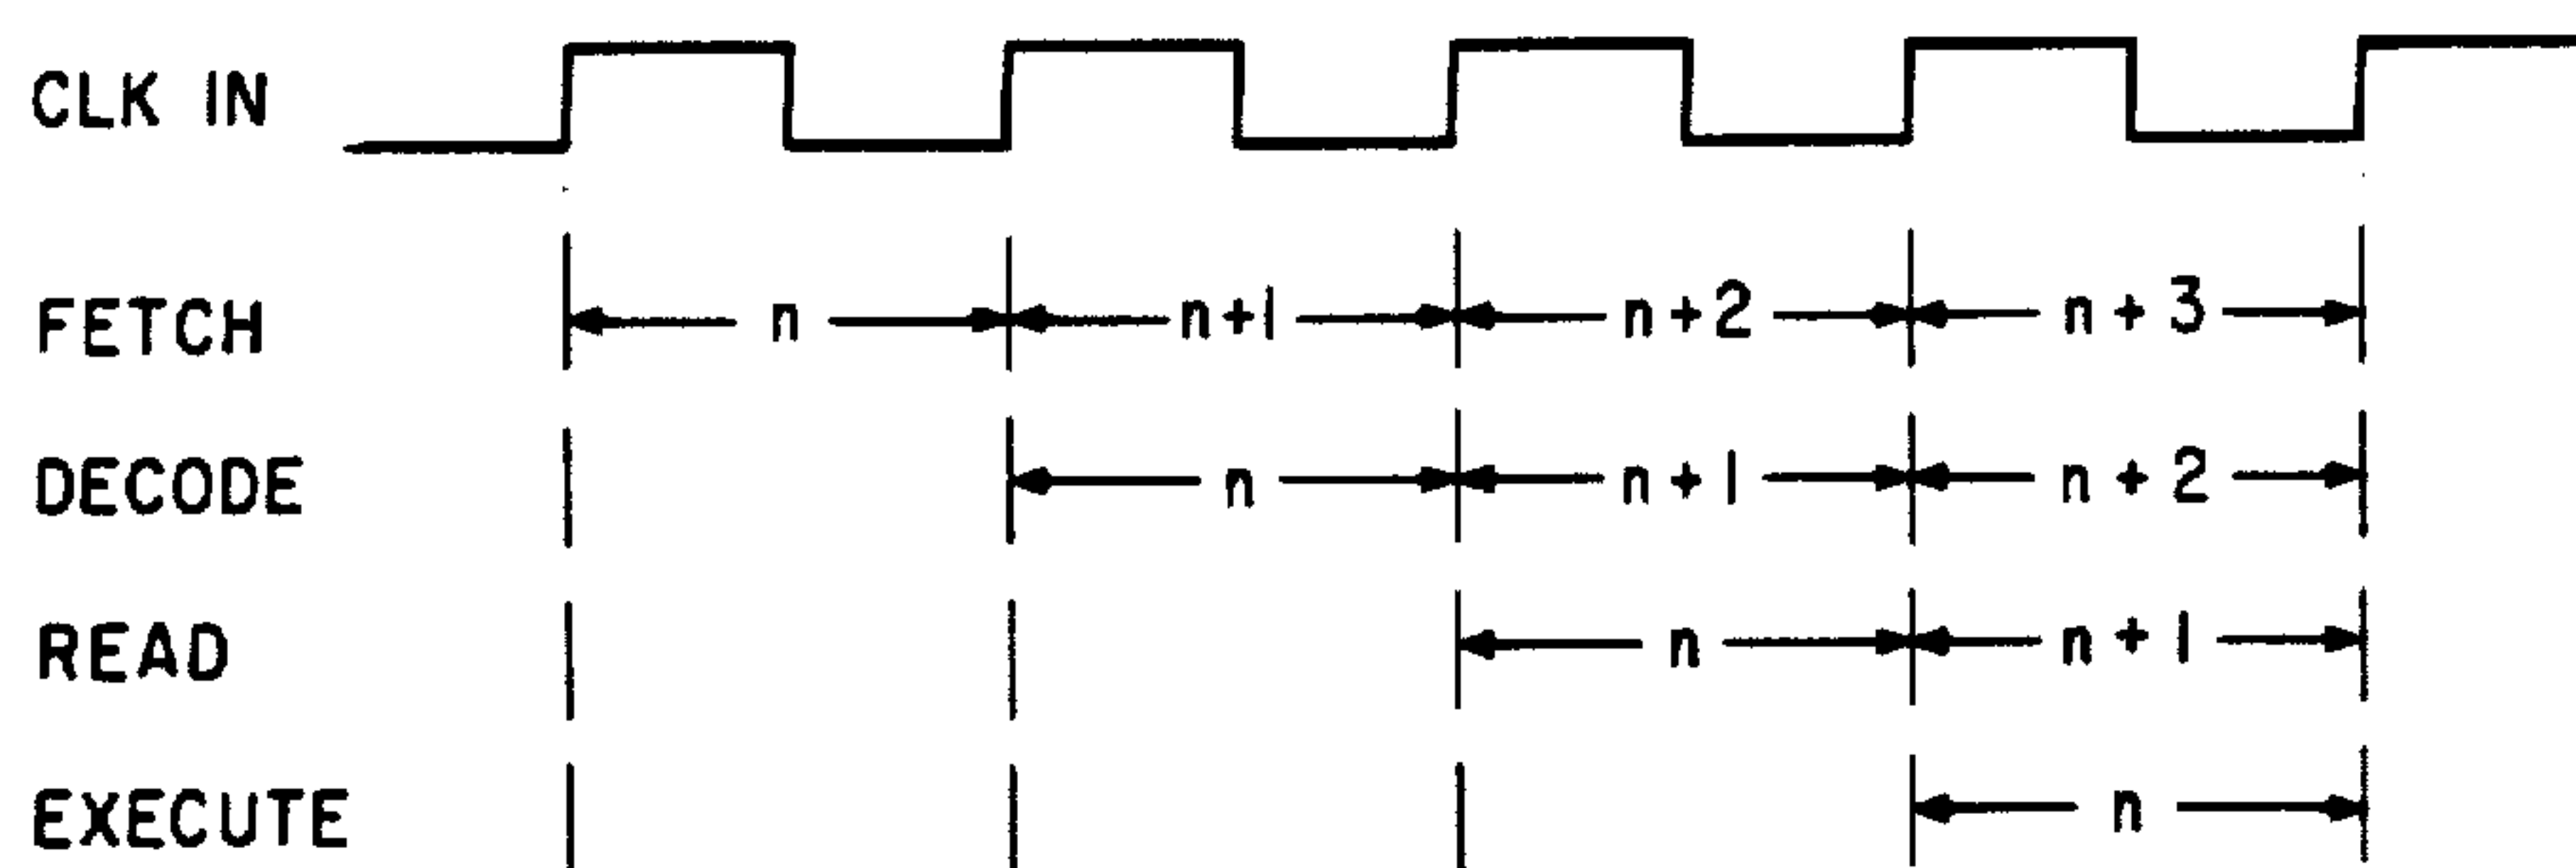 CLK IN
FETCH n n+1 n+2 n+3
DECODE n n+1 n+2
READ n n+1
EXECUTE n